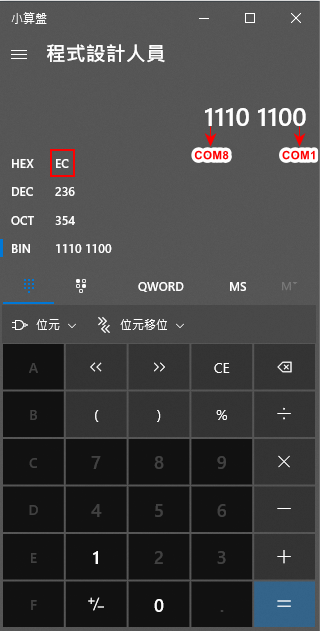 小算盤
程式設計人員
1110 1100
COM8 COM1
HEX EC
DEC 236
OCT 354
BIN 1110 1100
QWORD MS M˅
位元 位元移位
A << >> CE
B ( ) % ÷
C 7 8 9 ×
D 4 5 6 −
E 1 2 3 +
F +/− 0 . =